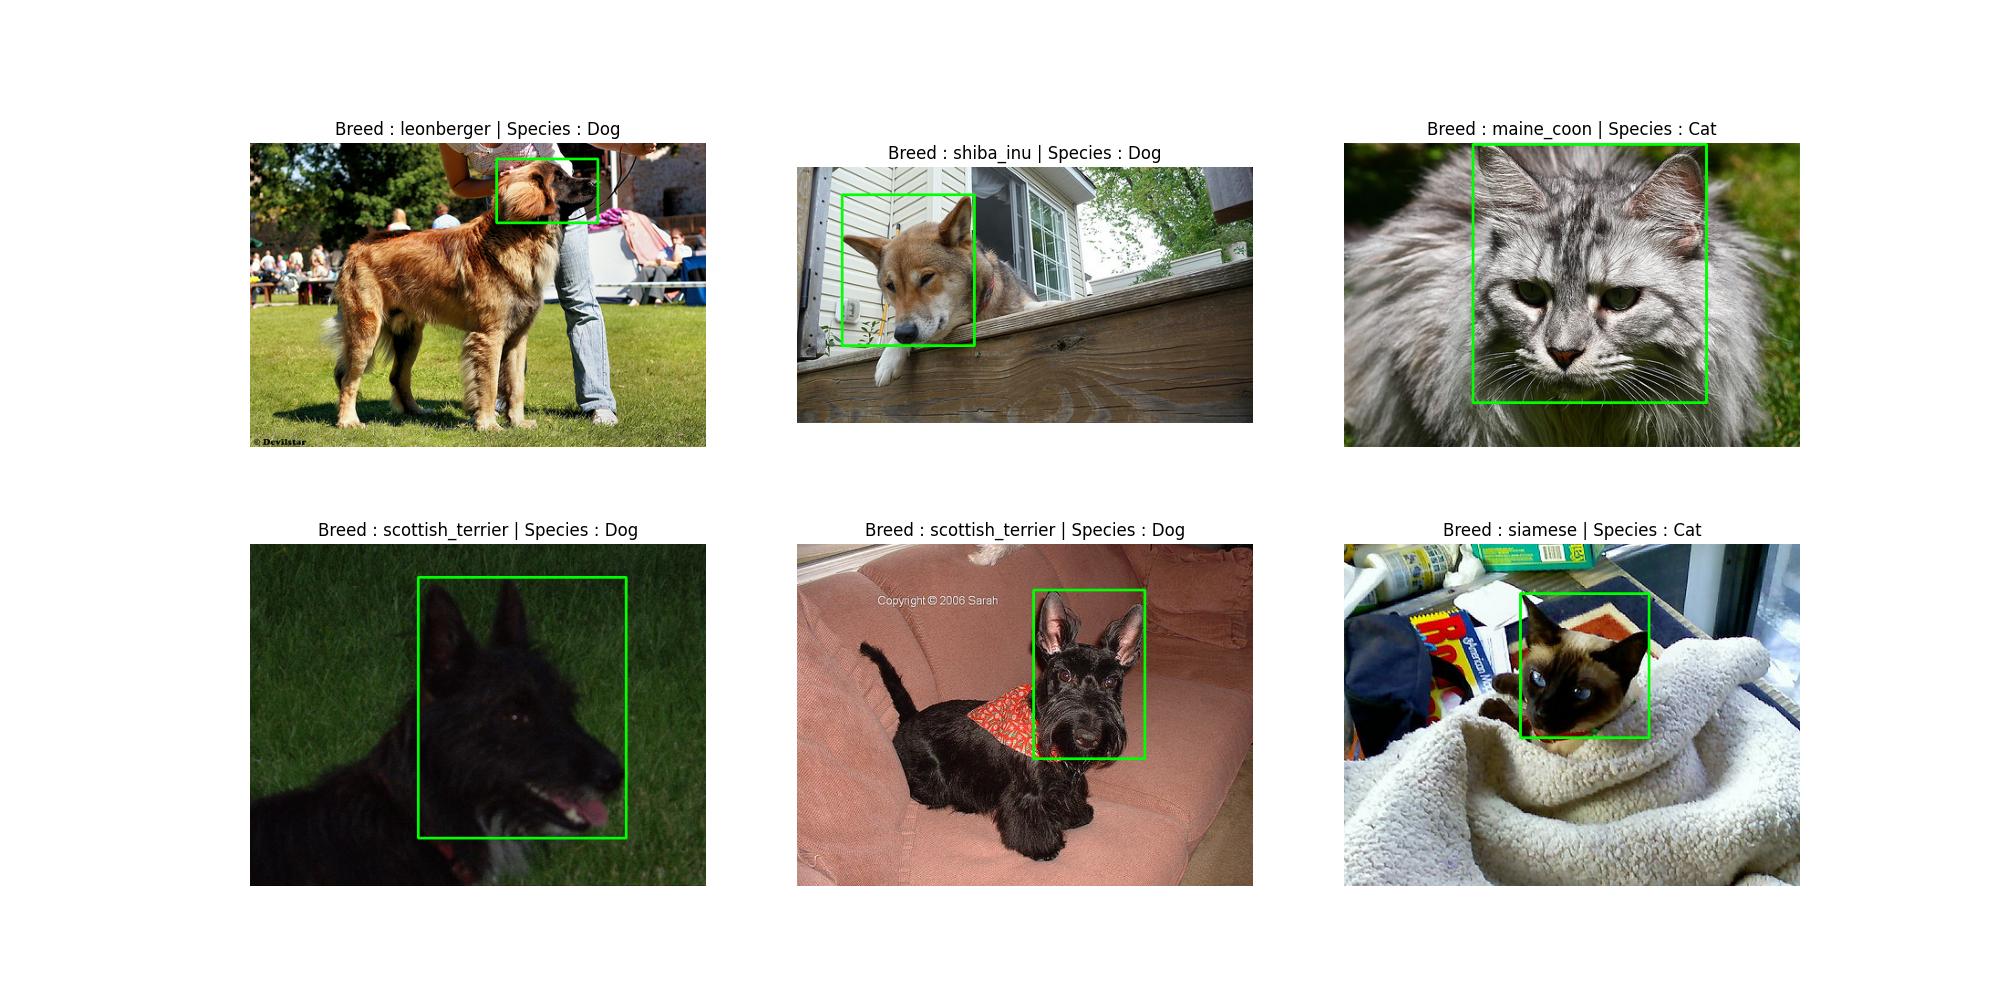 Breed : leonberger | Species : Dog
Breed : shiba_inu | Species : Dog
Breed : maine_coon | Species : Cat
© Devilstar
Breed : scottish_terrier | Species : Dog
Breed : scottish_terrier | Species : Dog
Breed : siamese | Species : Cat
Copyright © 2006 Sarah